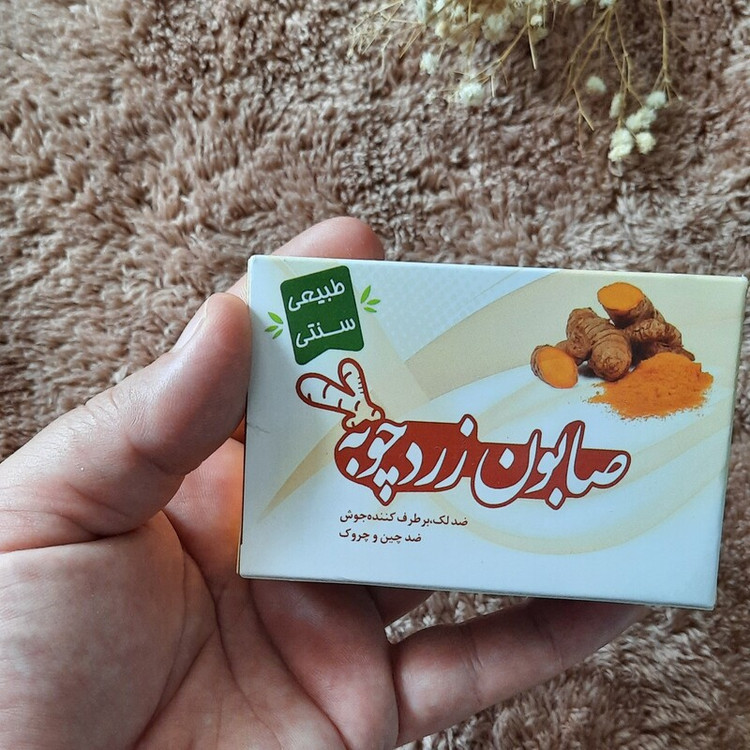 طبیعی
سنتی
صابون زردچوبه
ضد لک،برطرف کننده جوش
ضد چین و چروک